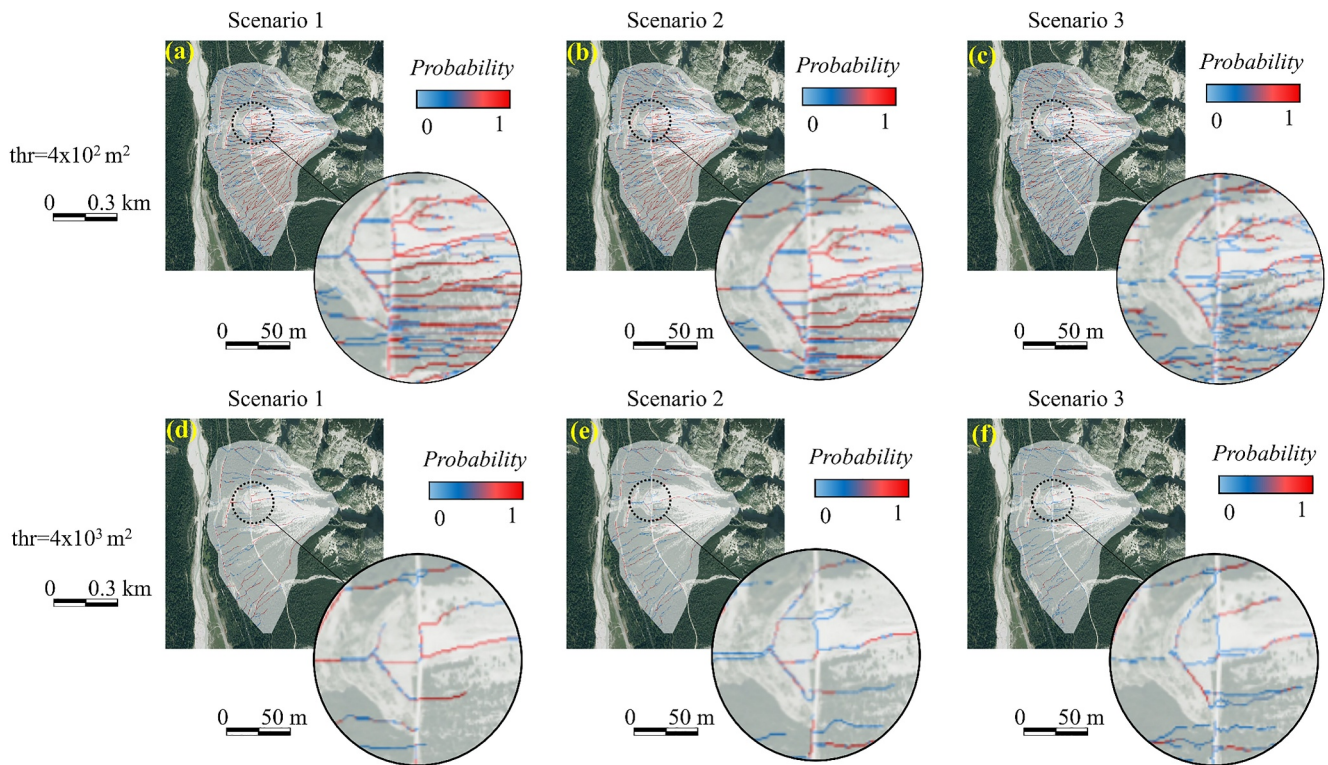 Scenario 1
Scenario 2
Scenario 3
(a)
(b)
(c)
Probability
0 1
Probability
0 1
Probability
0 1
thr=4x10² m²
0 0.3 km
0 50 m
0 50 m
0 50 m
Scenario 1
Scenario 2
Scenario 3
(d)
(e)
(f)
Probability
0 1
Probability
0 1
Probability
0 1
thr=4x10³ m²
0 0.3 km
0 50 m
0 50 m
0 50 m